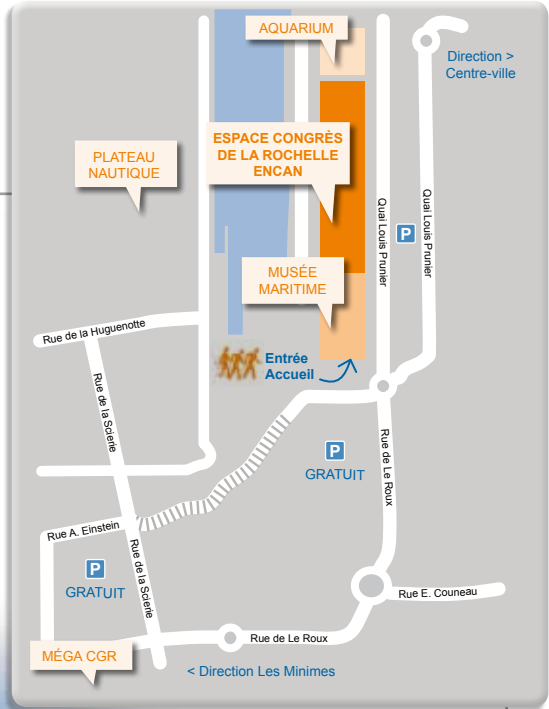 AQUARIUM
Direction >
Centre-ville
ESPACE CONGRÈS
DE LA ROCHELLE
ENCAN
PLATEAU
NAUTIQUE
Quai Louis Prunier
P
Quai Louis Prunier
MUSÉE
MARITIME
Rue de la Huguenotte
Entrée
Accueil
Rue de la Scierie
Rue de Le Roux
P
GRATUIT
Rue A. Einstein
Rue de la Scierie
P
GRATUIT
Rue E. Couneau
Rue de Le Roux
MÉGA CGR
< Direction Les Minimes